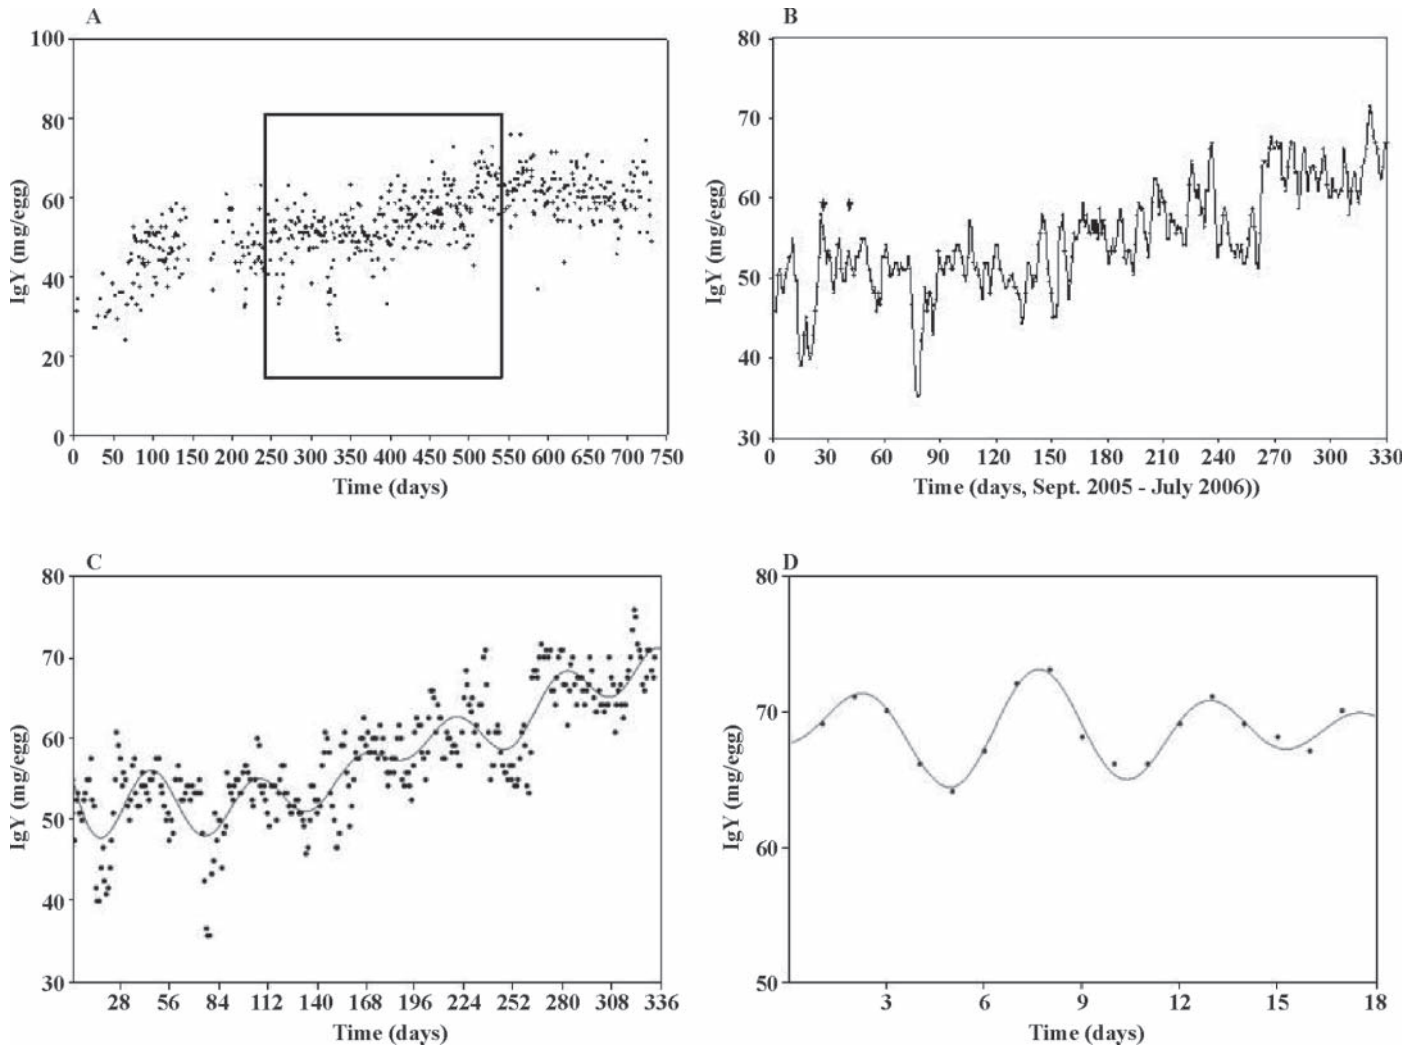 A
100
80
60
40
20
0
IgY (mg/egg)
0 50 100 150 200 250 300 350 400 450 500 550 600 650 700 750
Time (days)
B
80
70
60
50
40
30
IgY (mg/egg)
0 30 60 90 120 150 180 210 240 270 300 330
Time (days, Sept. 2005 - July 2006))
C
80
70
60
50
40
30
IgY (mg/egg)
28 56 84 112 140 168 196 224 252 280 308 336
Time (days)
D
80
70
60
50
IgY (mg/egg)
3 6 9 12 15 18
Time (days)